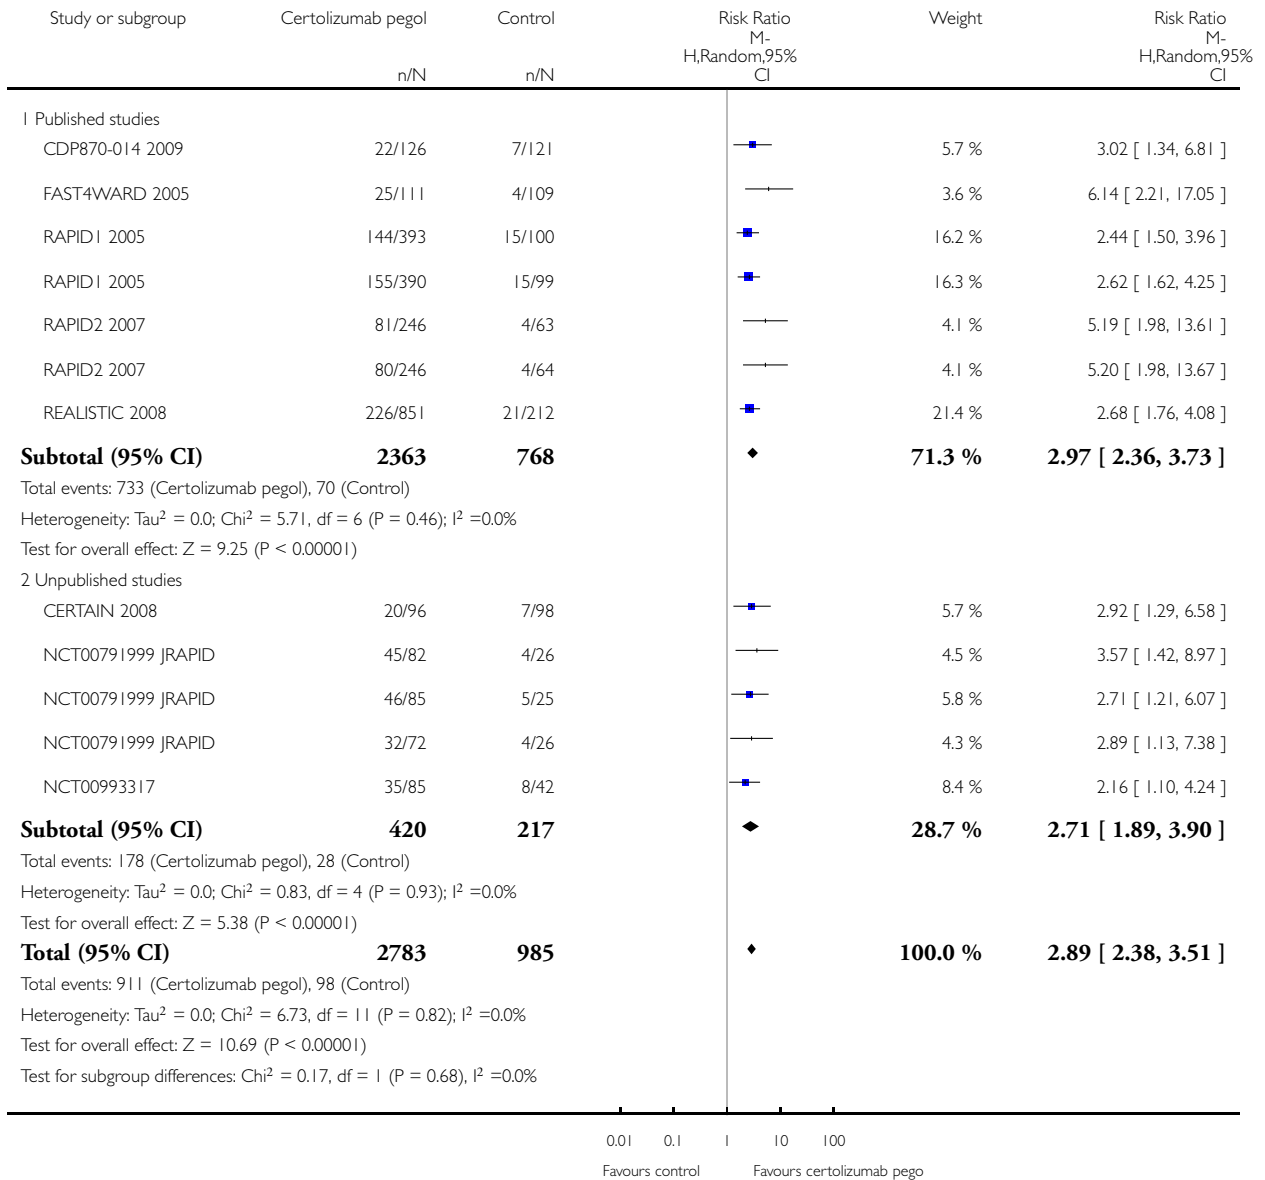 Study or subgroup Certolizumab pegol Control Risk Ratio Weight Risk Ratio
M- M-
H,Random,95% H,Random,95%
n/N n/N CI CI
1 Published studies
CDP870-014 2009 22/126 7/121 5.7 % 3.02 [ 1.34, 6.81 ]
FAST4WARD 2005 25/111 4/109 3.6 % 6.14 [ 2.21, 17.05 ]
RAPID1 2005 144/393 15/100 16.2 % 2.44 [ 1.50, 3.96 ]
RAPID1 2005 155/390 15/99 16.3 % 2.62 [ 1.62, 4.25 ]
RAPID2 2007 81/246 4/63 4.1 % 5.19 [ 1.98, 13.61 ]
RAPID2 2007 80/246 4/64 4.1 % 5.20 [ 1.98, 13.67 ]
REALISTIC 2008 226/851 21/212 21.4 % 2.68 [ 1.76, 4.08 ]
Subtotal (95% CI) 2363 768 71.3 % 2.97 [ 2.36, 3.73 ]
Total events: 733 (Certolizumab pegol), 70 (Control)
Heterogeneity: Tau² = 0.0; Chi² = 5.71, df = 6 (P = 0.46); I² =0.0%
Test for overall effect: Z = 9.25 (P < 0.00001)
2 Unpublished studies
CERTAIN 2008 20/96 7/98 5.7 % 2.92 [ 1.29, 6.58 ]
NCT00791999 JRAPID 45/82 4/26 4.5 % 3.57 [ 1.42, 8.97 ]
NCT00791999 JRAPID 46/85 5/25 5.8 % 2.71 [ 1.21, 6.07 ]
NCT00791999 JRAPID 32/72 4/26 4.3 % 2.89 [ 1.13, 7.38 ]
NCT00993317 35/85 8/42 8.4 % 2.16 [ 1.10, 4.24 ]
Subtotal (95% CI) 420 217 28.7 % 2.71 [ 1.89, 3.90 ]
Total events: 178 (Certolizumab pegol), 28 (Control)
Heterogeneity: Tau² = 0.0; Chi² = 0.83, df = 4 (P = 0.93); I² =0.0%
Test for overall effect: Z = 5.38 (P < 0.00001)
Total (95% CI) 2783 985 100.0 % 2.89 [ 2.38, 3.51 ]
Total events: 911 (Certolizumab pegol), 98 (Control)
Heterogeneity: Tau² = 0.0; Chi² = 6.73, df = 11 (P = 0.82); I² =0.0%
Test for overall effect: Z = 10.69 (P < 0.00001)
Test for subgroup differences: Chi² = 0.17, df = 1 (P = 0.68), I² =0.0%
0.01 0.1 1 10 100
Favours control Favours certolizumab pego